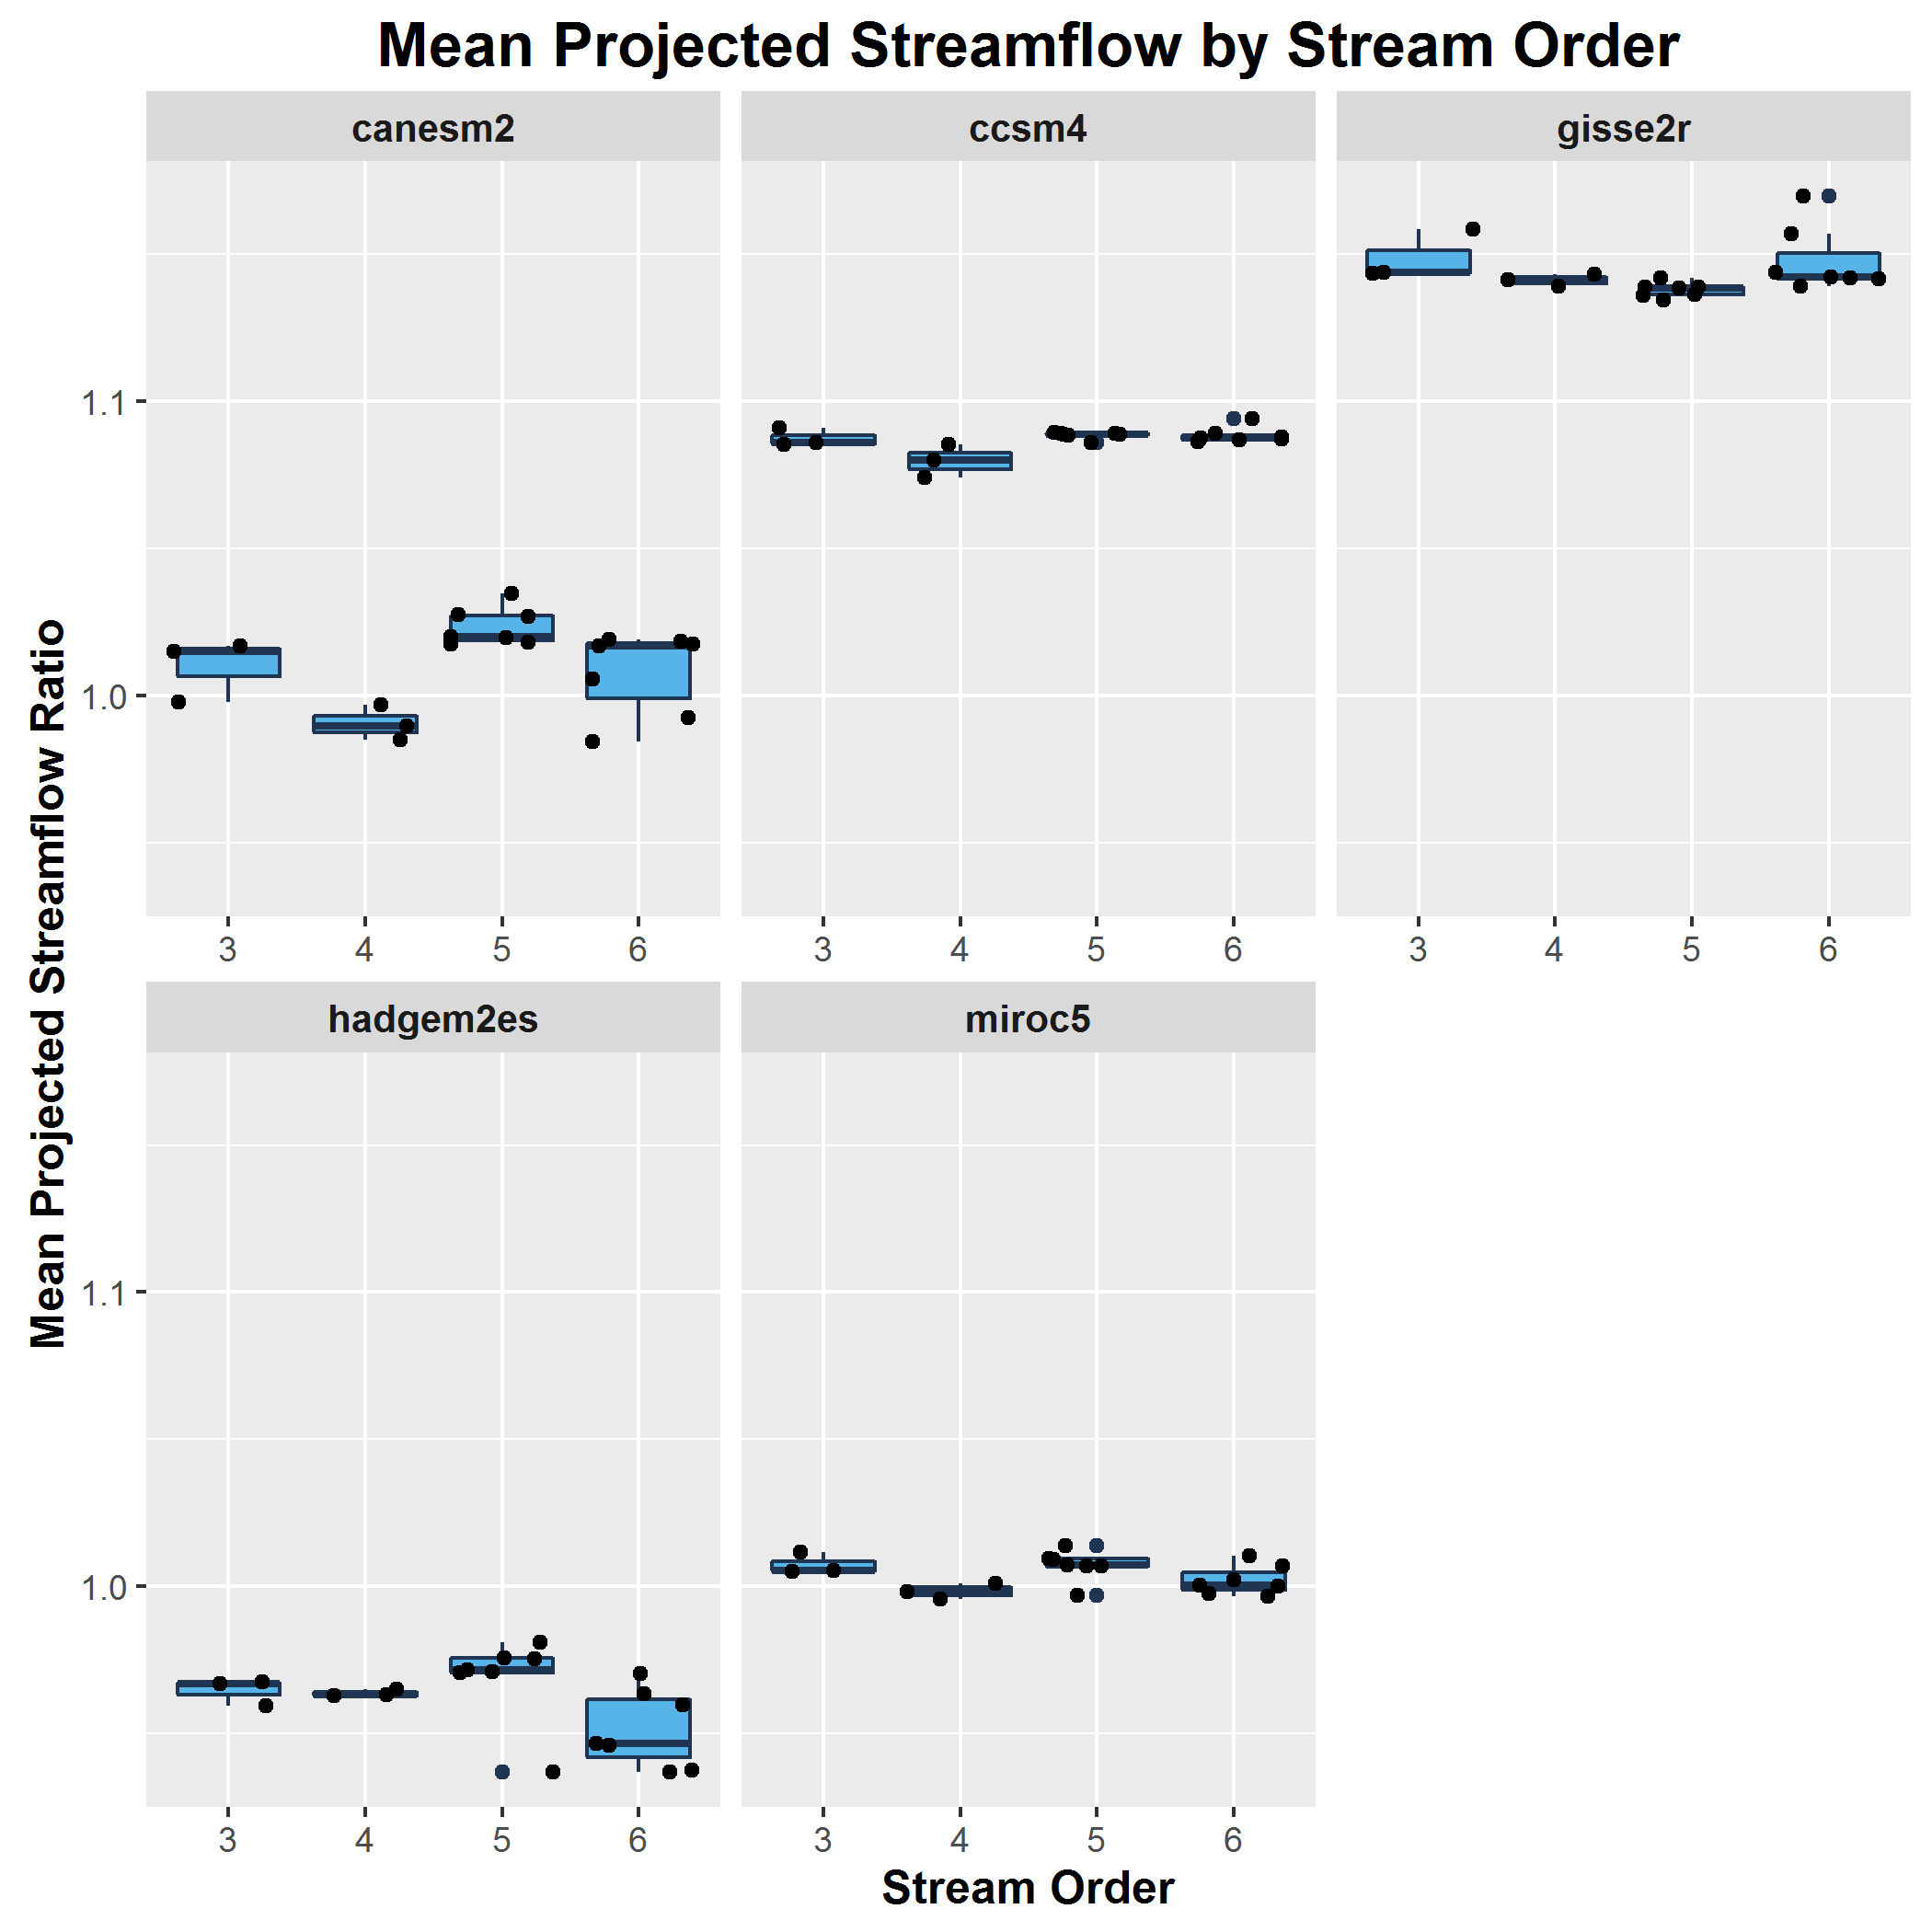 Mean Projected Streamflow by Stream Order
canesm2
ccsm4
gisse2r
Mean Projected Streamflow Ratio
1.1
1.0
3 4 5 6
3 4 5 6
3 4 5 6
hadgem2es
miroc5
1.1
1.0
3 4 5 6
3 4 5 6
Stream Order